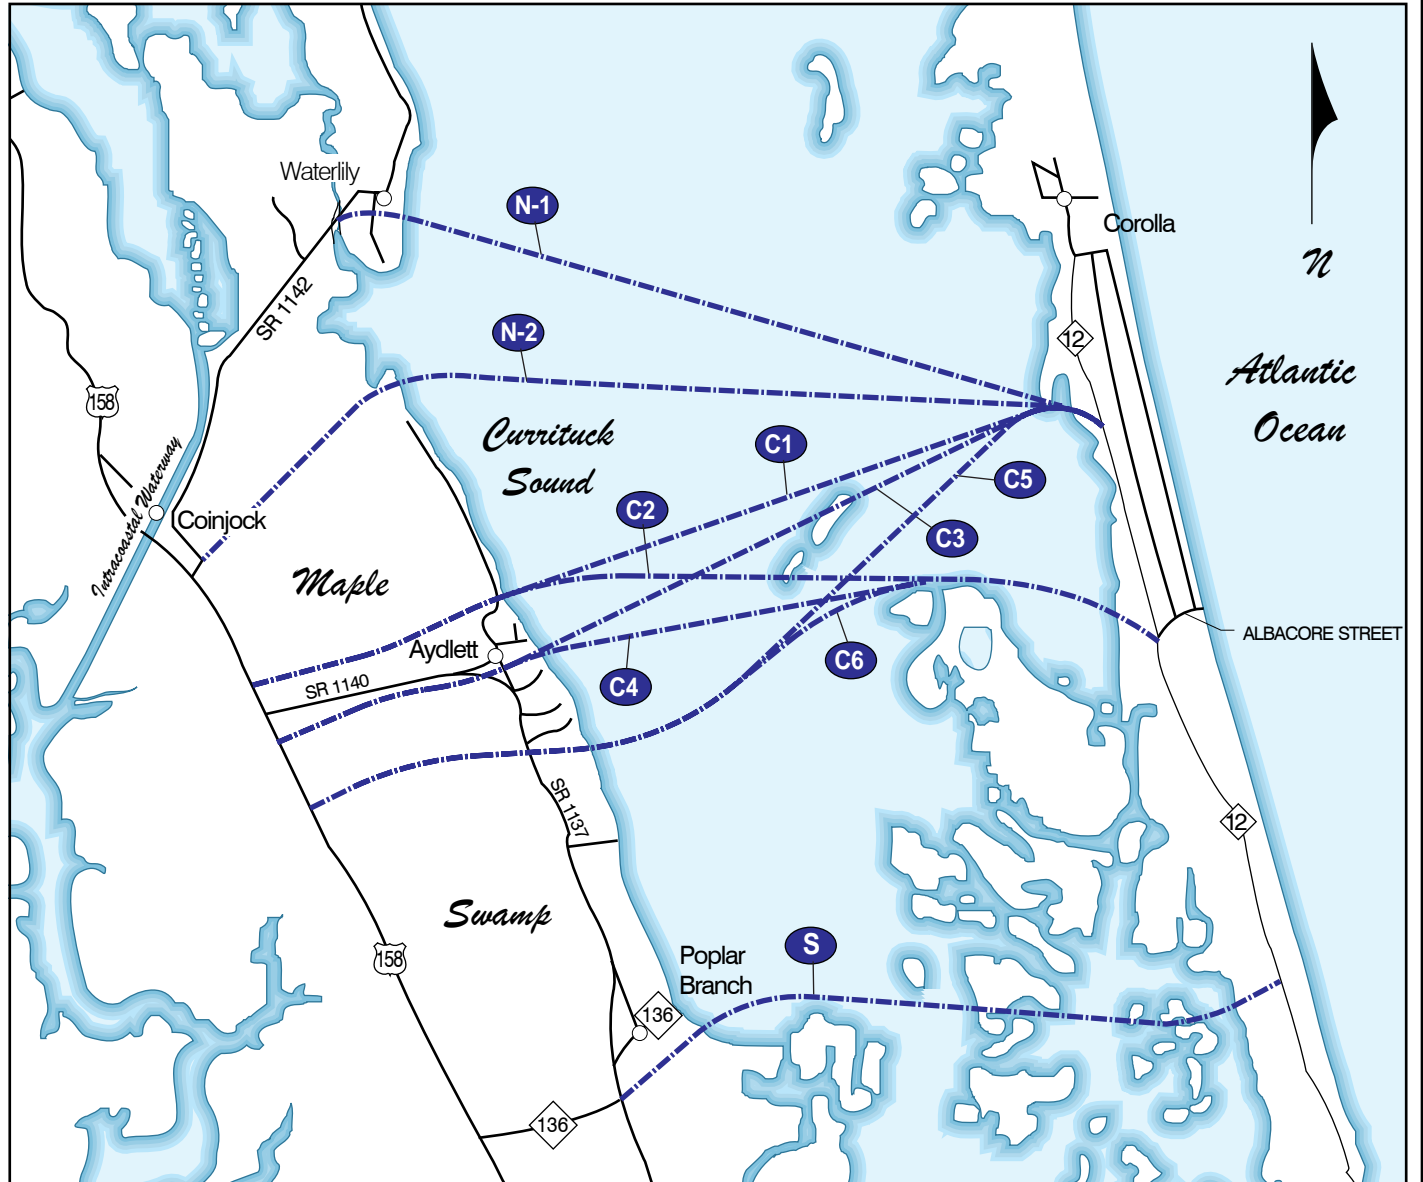 Waterlily
N-1
Corolla
N
SR 1142
N-2
12
Atlantic
Ocean
158
Currituck
Sound
C1
C5
Intracoastal Waterway
Coinjock
C2
C3
Maple
Aydlett
ALBACORE STREET
C6
SR 1140
C4
SR 1137
12
Swamp
158
Poplar
Branch
S
136
136